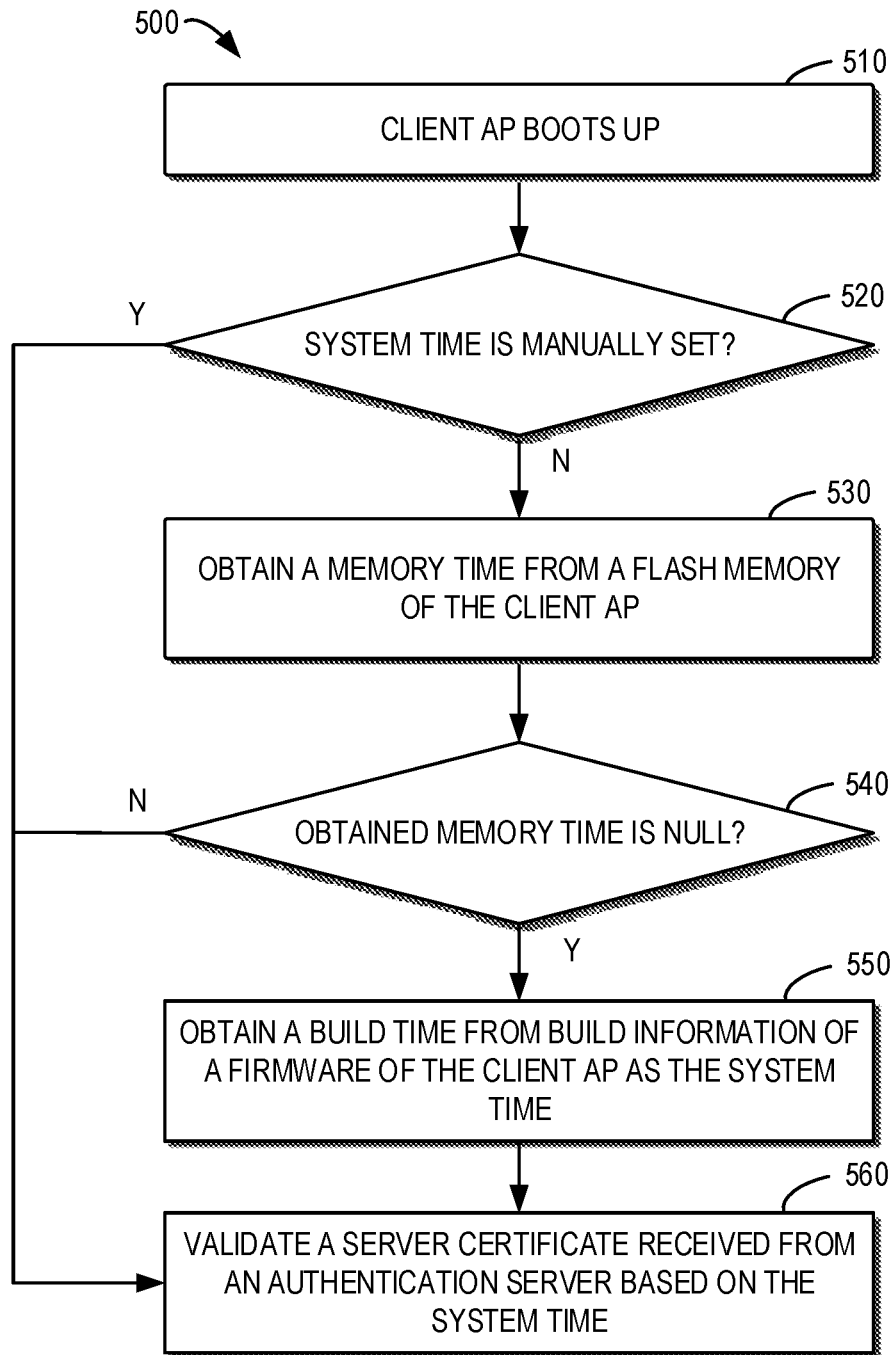 500
510
CLIENT AP BOOTS UP
520
Y
SYSTEM TIME IS MANUALLY SET?
N
530
OBTAIN A MEMORY TIME FROM A FLASH MEMORY
OF THE CLIENT AP
540
N
OBTAINED MEMORY TIME IS NULL?
Y
550
OBTAIN A BUILD TIME FROM BUILD INFORMATION OF
A FIRMWARE OF THE CLIENT AP AS THE SYSTEM
TIME
560
VALIDATE A SERVER CERTIFICATE RECEIVED FROM
AN AUTHENTICATION SERVER BASED ON THE
SYSTEM TIME